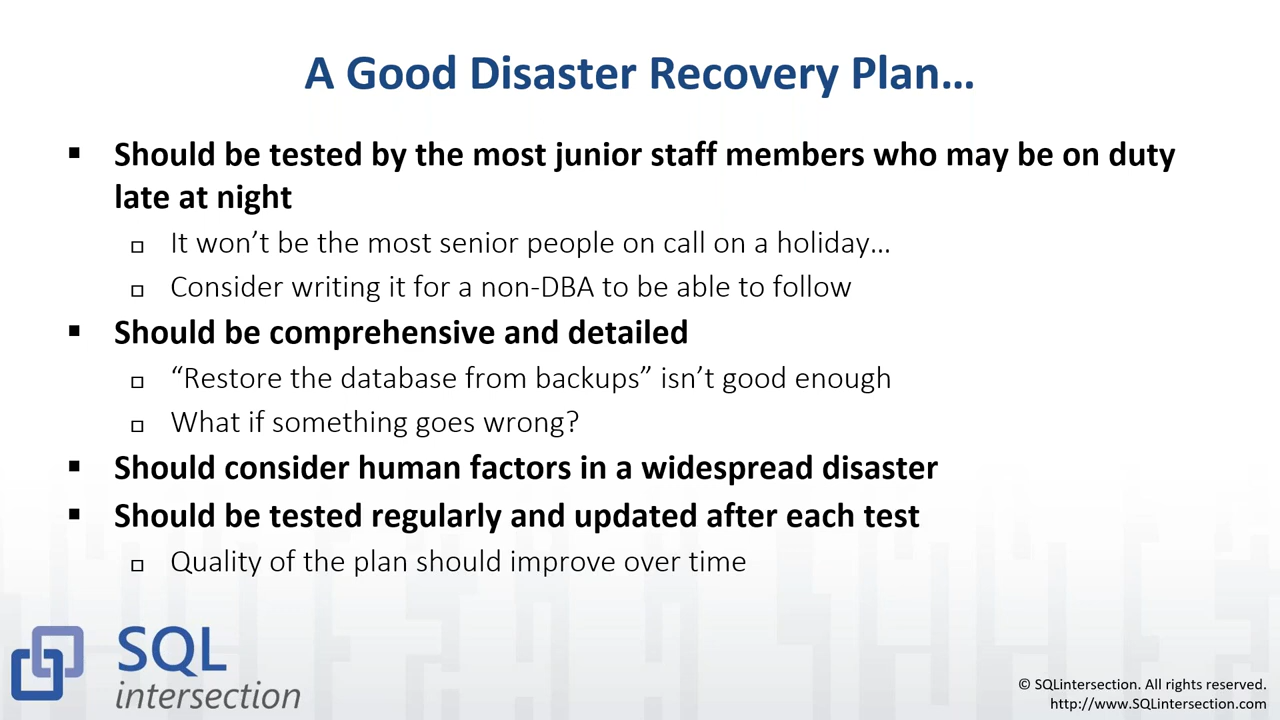 A Good Disaster Recovery Plan…
▪ Should be tested by the most junior staff members who may be on duty
late at night
▫ It won’t be the most senior people on call on a holiday…
▫ Consider writing it for a non-DBA to be able to follow
▪ Should be comprehensive and detailed
▫ “Restore the database from backups” isn’t good enough
▫ What if something goes wrong?
▪ Should consider human factors in a widespread disaster
▪ Should be tested regularly and updated after each test
▫ Quality of the plan should improve over time
SQL
intersection
© SQLintersection. All rights reserved.
http://www.SQLintersection.com